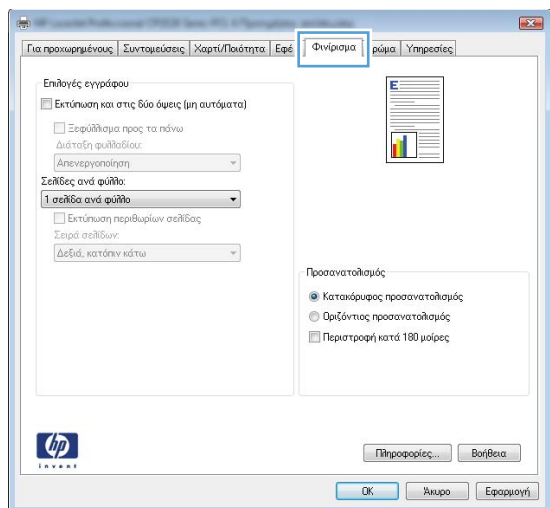 Για προχωρημένους Συντομεύσεις Χαρτί/Ποιότητα Εφέ Φινίρισμα ρώμα Υπηρεσίες
Επιλογές εγγράφου
Εκτύπωση και στις δύο όψεις (μη αυτόματα)
Ξεφύλλισμα προς τα πάνω
Διάταξη φυλλαδίου:
Απενεργοποίηση
Σελίδες ανά φύλλο:
1 σελίδα ανά φύλλο
Εκτύπωση περιθωρίων σελίδας
Σειρά σελίδων:
Δεξιά, κατόπιν κάτω
E
Προσανατολισμός
Κατακόρυφος προσανατολισμός
Οριζόντιος προσανατολισμός
Περιστροφή κατά 180 μοίρες
hp
invent
Πληροφορίες... Βοήθεια
OK Άκυρο Εφαρμογή